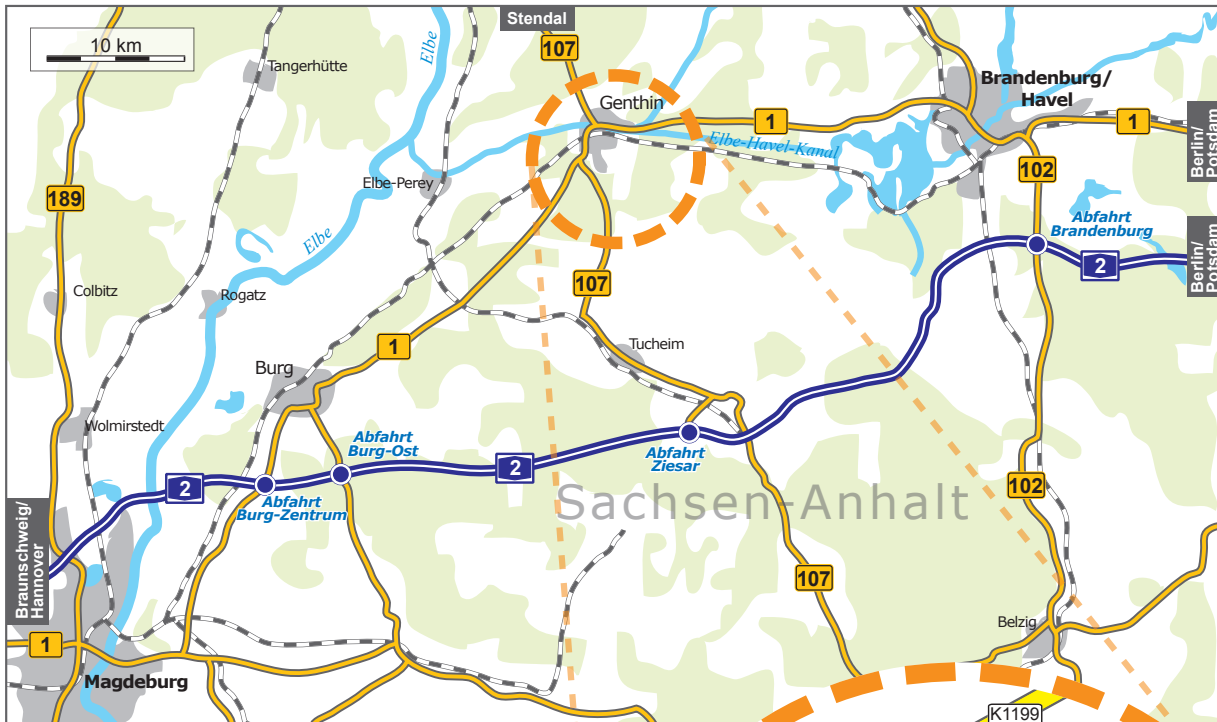 Stendal
10 km
107
Elbe
Tangerhütte
Genthin
Brandenburg/
Havel
1
1
Elbe-Havel-Kanal
Berlin/
Potsdam
102
Elbe-Perey
189
Abfahrt
Brandenburg
Elbe
2
Berlin/
Potsdam
107
Colbitz
Rogatz
1
Tucheim
Burg
Wolmirstedt
Abfahrt
Burg-Ost
Abfahrt
Ziesar
2
2
102
Abfahrt
Burg-Zentrum
Sachsen-Anhalt
Braunschweig/
Hannover
107
Belzig
1
Magdeburg
K1199